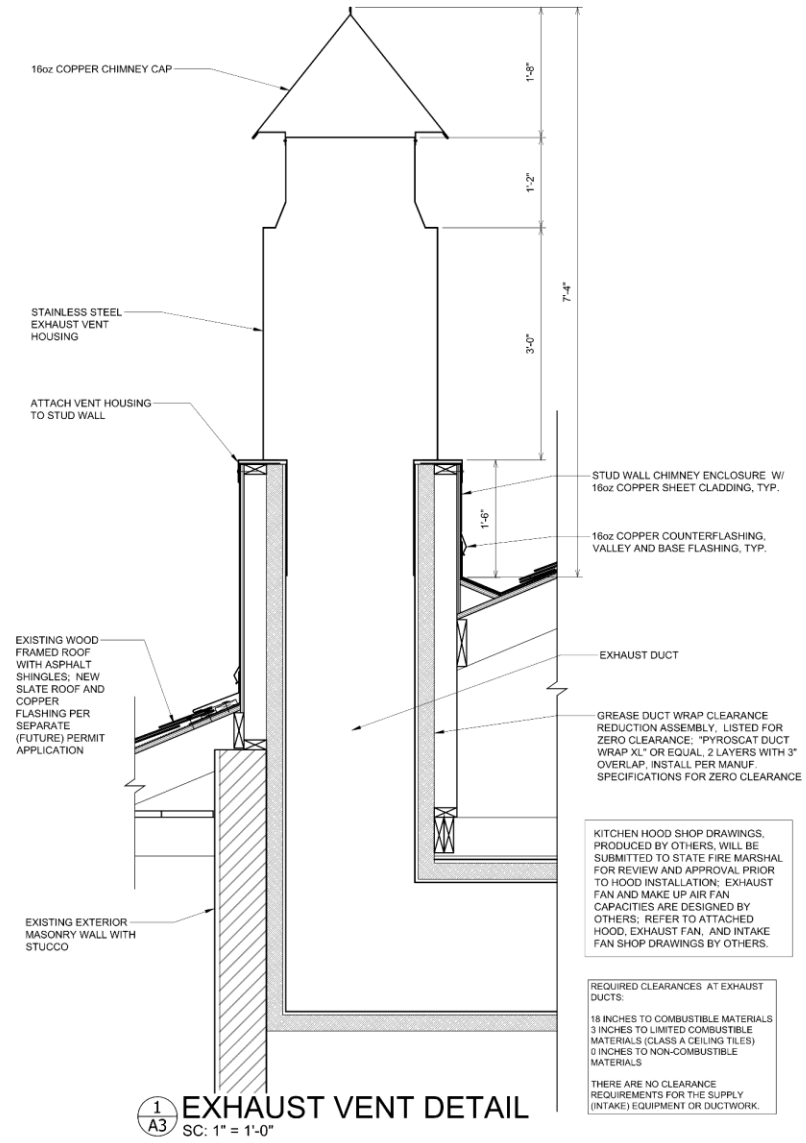 16oz COPPER CHIMNEY CAP
1'-8"
1'-2"
7'-4"
STAINLESS STEEL
EXHAUST VENT
HOUSING
3'-0"
ATTACH VENT HOUSING
TO STUD WALL
STUD WALL CHIMNEY ENCLOSURE W/
16oz COPPER SHEET CLADDING, TYP.
1'-6"
16oz COPPER COUNTERFLASHING,
VALLEY AND BASE FLASHING, TYP.
EXISTING WOOD
FRAMED ROOF
WITH ASPHALT
SHINGLES; NEW
SLATE ROOF AND
COPPER
FLASHING PER
SEPARATE
(FUTURE) PERMIT
APPLICATION
EXHAUST DUCT
GREASE DUCT WRAP CLEARANCE
REDUCTION ASSEMBLY, LISTED FOR
ZERO CLEARANCE; "PYROSCAT DUCT
WRAP XL" OR EQUAL, 2 LAYERS WITH 3"
OVERLAP, INSTALL PER MANUF.
SPECIFICATIONS FOR ZERO CLEARANCE
KITCHEN HOOD SHOP DRAWINGS,
PRODUCED BY OTHERS, WILL BE
SUBMITTED TO STATE FIRE MARSHAL
FOR REVIEW AND APPROVAL PRIOR
TO HOOD INSTALLATION; EXHAUST
FAN AND MAKE UP AIR FAN
CAPACITIES ARE DESIGNED BY
OTHERS; REFER TO ATTACHED
HOOD, EXHAUST FAN, AND INTAKE
FAN SHOP DRAWINGS BY OTHERS.
EXISTING EXTERIOR
MASONRY WALL WITH
STUCCO
REQUIRED CLEARANCES AT EXHAUST
DUCTS:
18 INCHES TO COMBUSTIBLE MATERIALS
3 INCHES TO LIMITED COMBUSTIBLE
MATERIALS (CLASS A CEILING TILES)
0 INCHES TO NON-COMBUSTIBLE
MATERIALS
THERE ARE NO CLEARANCE
REQUIREMENTS FOR THE SUPPLY
(INTAKE) EQUIPMENT OR DUCTWORK.
1
A3
EXHAUST VENT DETAIL
SC: 1" = 1'-0"